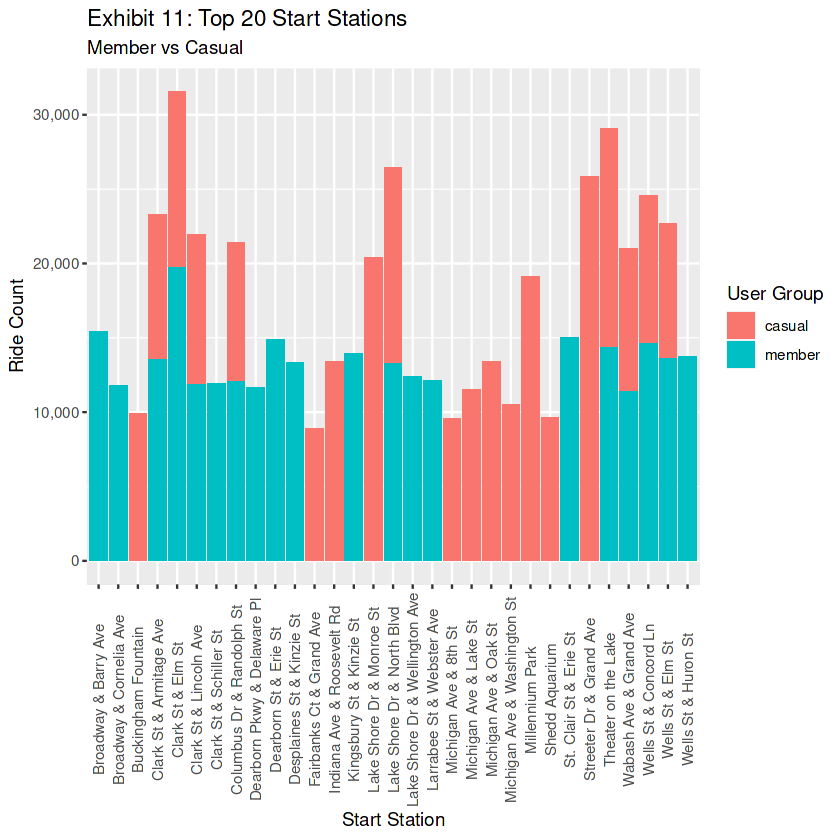 Exhibit 11: Top 20 Start Stations
Member vs Casual
Ride Count
30,000
20,000
10,000
0
Broadway & Barry Ave
Broadway & Cornelia Ave
Buckingham Fountain
Clark St & Armitage Ave
Clark St & Elm St
Clark St & Lincoln Ave
Clark St & Schiller St
Columbus Dr & Randolph St
Dearborn Pkwy & Delaware Pl
Dearborn St & Erie St
Desplaines St & Kinzie St
Fairbanks Ct & Grand Ave
Indiana Ave & Roosevelt Rd
Kingsbury St & Kinzie St
Lake Shore Dr & Monroe St
Lake Shore Dr & North Blvd
Lake Shore Dr & Wellington Ave
Larrabee St & Webster Ave
Michigan Ave & 8th St
Michigan Ave & Lake St
Michigan Ave & Oak St
Michigan Ave & Washington St
Millennium Park
Shedd Aquarium
St. Clair St & Erie St
Streeter Dr & Grand Ave
Theater on the Lake
Wabash Ave & Grand Ave
Wells St & Concord Ln
Wells St & Elm St
Wells St & Huron St
Start Station
User Group
casual
member